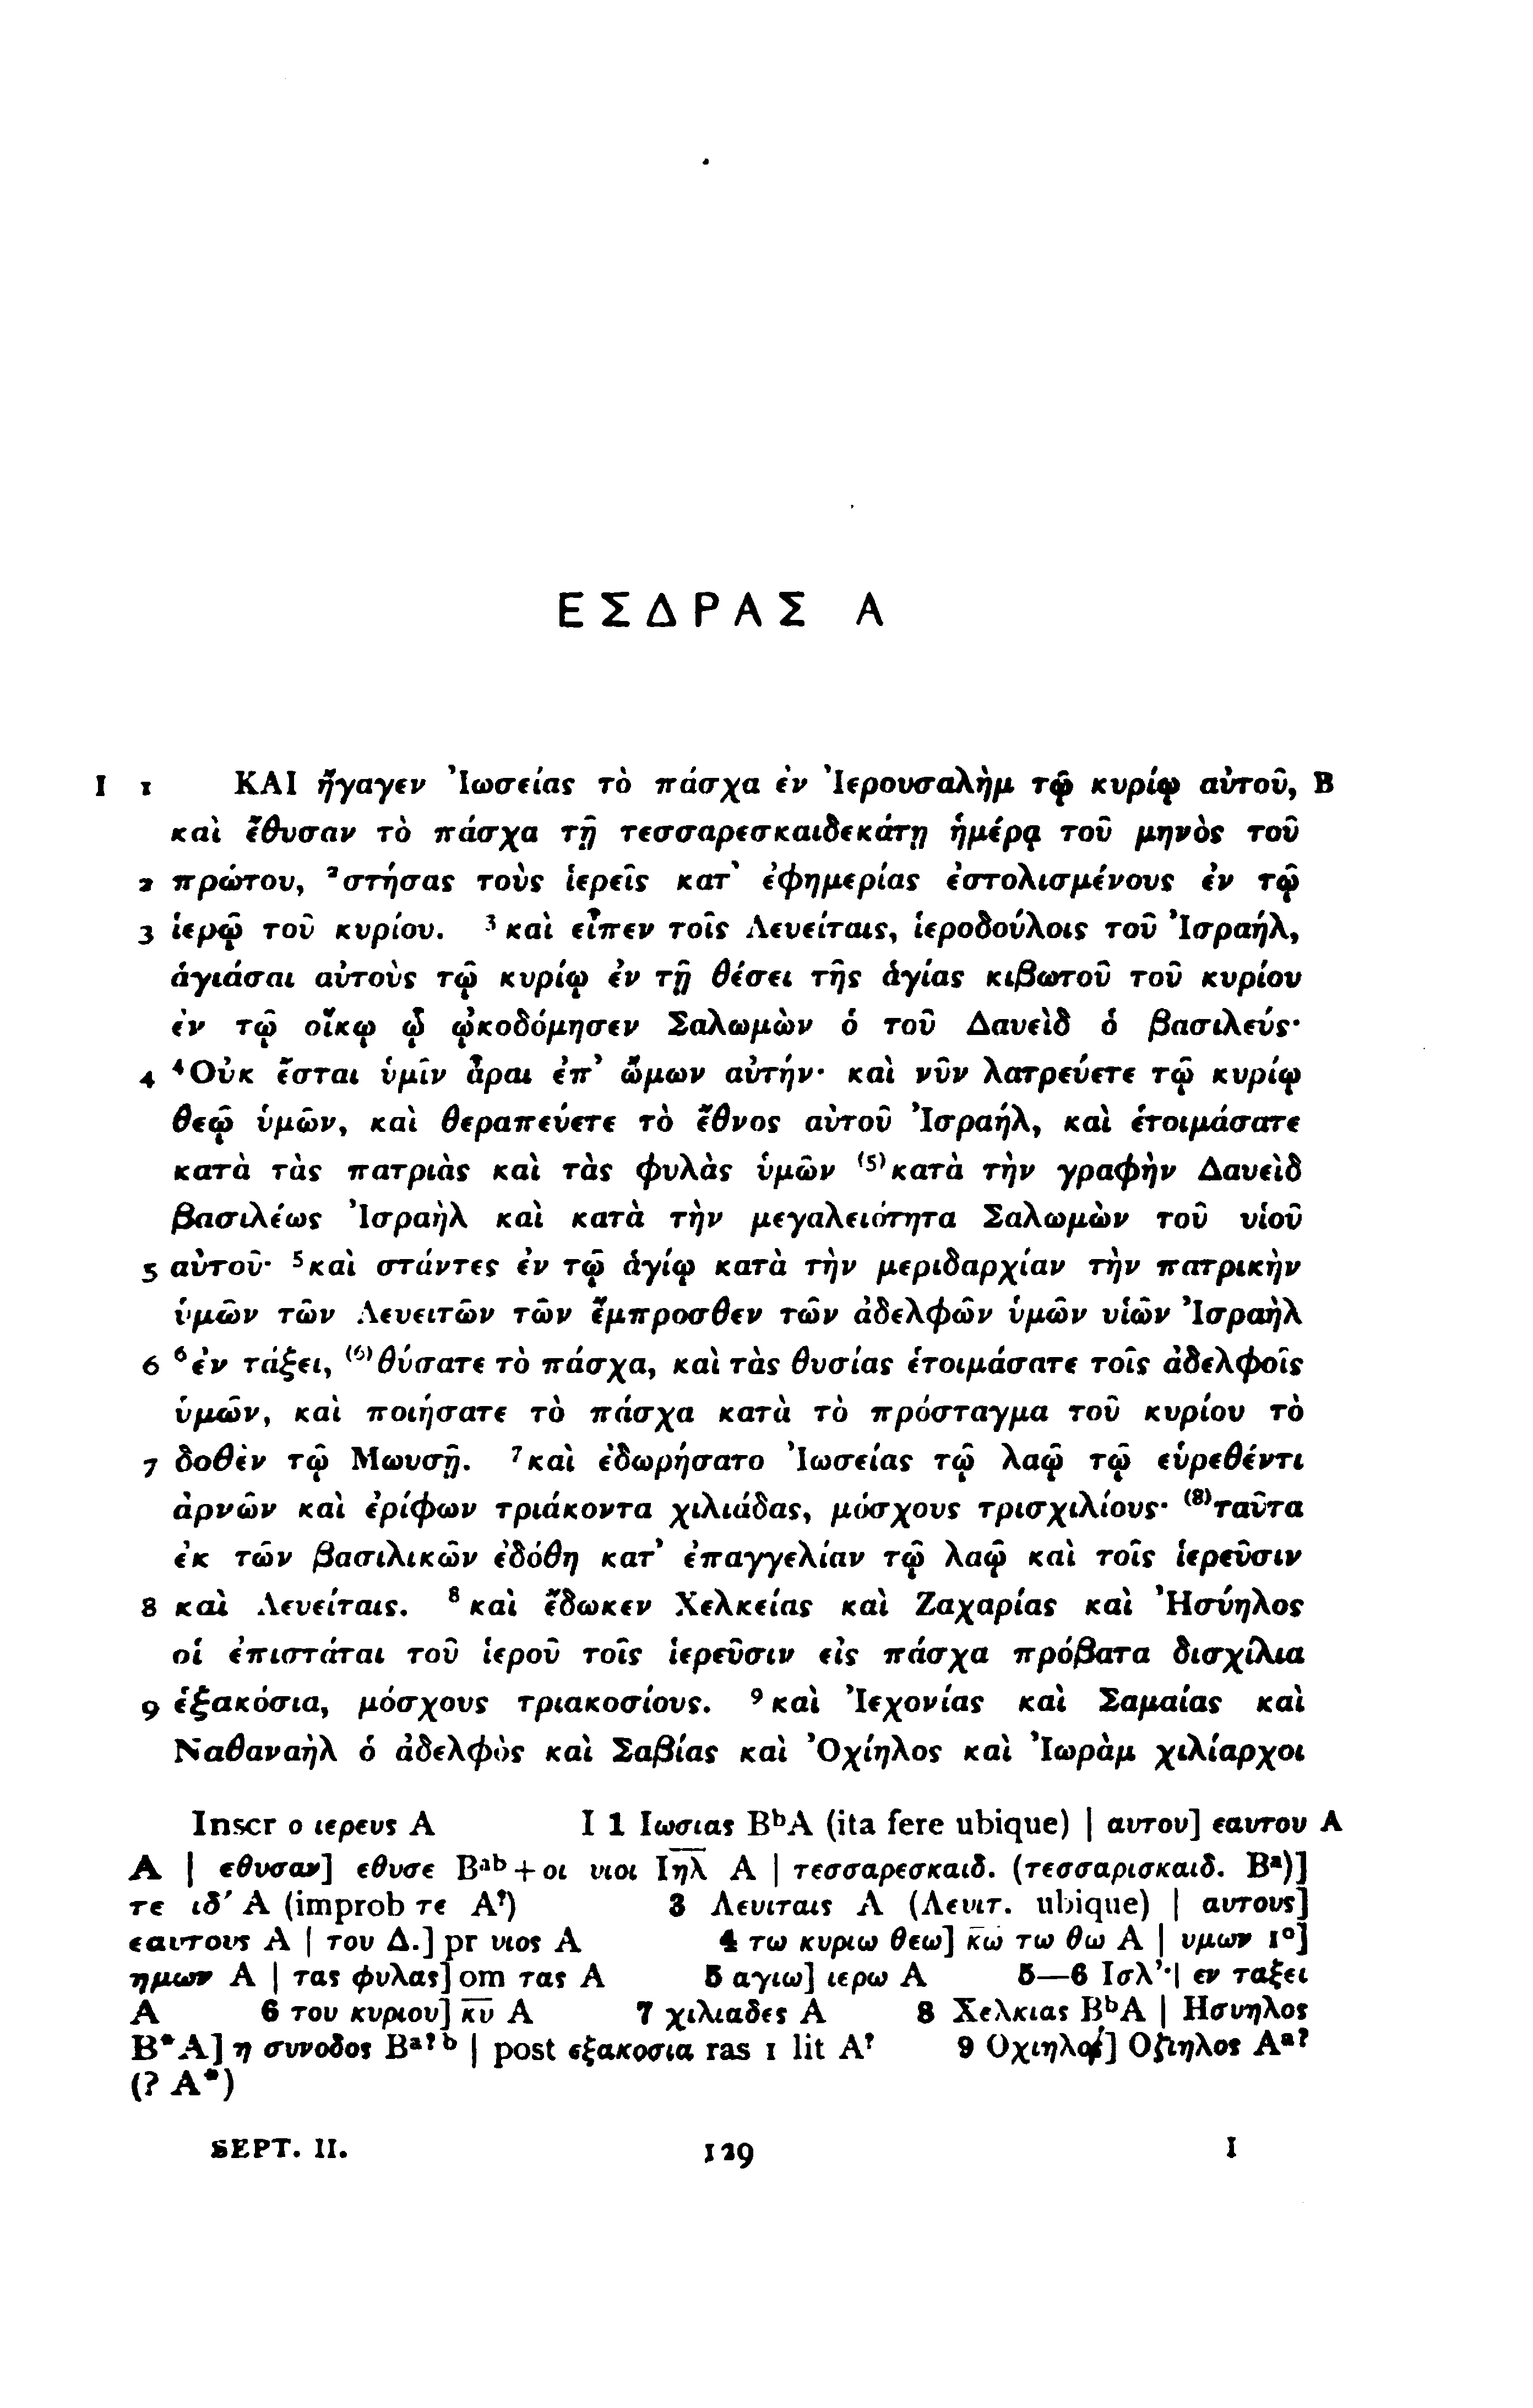 ΕΣΔΡΑΣ Α
I 1 ΚΑΙ ἤγαγεν Ἰωσείας τὸ πάσχα ἐν Ἰερουσαλὴμ τῷ κυρίῳ αὐτοῦ, B
καὶ ἔθυσαν τὸ πάσχα τῇ τεσσαρεσκαιδεκάτῃ ἡμέρᾳ τοῦ μηνὸς τοῦ
2 πρώτου, ²στήσας τοὺς ἱερεῖς κατ᾽ ἐφημερίας ἐστολισμένους ἐν τῷ
3 ἱερῷ τοῦ κυρίου. ³καὶ εἶπεν τοῖς Λευείταις, ἱεροδούλοις τοῦ Ἰσραήλ,
ἁγιάσαι αὐτοὺς τῷ κυρίῳ ἐν τῇ θέσει τῆς ἁγίας κιβωτοῦ τοῦ κυρίου
ἐν τῷ οἴκῳ ᾧ ᾠκοδόμησεν Σαλωμὼν ὁ τοῦ Δαυεὶδ ὁ βασιλεύς·
4 ⁴Οὐκ ἔσται ὑμῖν ἆραι ἐπ᾽ ὤμων αὐτήν· καὶ νῦν λατρεύετε τῷ κυρίῳ
θεῷ ὑμῶν, καὶ θεραπεύετε τὸ ἔθνος αὐτοῦ Ἰσραήλ, καὶ ἑτοιμάσατε
κατὰ τὰς πατριὰς καὶ τὰς φυλὰς ὑμῶν ⁽⁵⁾κατὰ τὴν γραφὴν Δαυεὶδ
βασιλέως Ἰσραὴλ καὶ κατὰ τὴν μεγαλειότητα Σαλωμὼν τοῦ υἱοῦ
5 αὐτοῦ· ⁵καὶ στάντες ἐν τῷ ἁγίῳ κατὰ τὴν μεριδαρχίαν τὴν πατρικὴν
ὑμῶν τῶν Λευειτῶν τῶν ἔμπροσθεν τῶν ἀδελφῶν ὑμῶν υἱῶν Ἰσραὴλ
6 ⁶ἐν τάξει, ⁽⁶⁾θύσατε τὸ πάσχα, καὶ τὰς θυσίας ἑτοιμάσατε τοῖς ἀδελφοῖς
ὑμῶν, καὶ ποιήσατε τὸ πάσχα κατὰ τὸ πρόσταγμα τοῦ κυρίου τὸ
7 δοθὲν τῷ Μωυσῇ. ⁷καὶ ἐδωρήσατο Ἰωσείας τῷ λαῷ τῷ εὑρεθέντι
ἀρνῶν καὶ ἐρίφων τριάκοντα χιλιάδας, μόσχους τρισχιλίους· ⁽⁸⁾ταῦτα
ἐκ τῶν βασιλικῶν ἐδόθη κατ᾽ ἐπαγγελίαν τῷ λαῷ καὶ τοῖς ἱερεῦσιν
8 καὶ Λευείταις. ⁸καὶ ἔδωκεν Χελκείας καὶ Ζαχαρίας καὶ Ἠσύηλος
οἱ ἐπιστάται τοῦ ἱεροῦ τοῖς ἱερεῦσιν εἰς πάσχα πρόβατα δισχίλια
9 ἑξακόσια, μόσχους τριακοσίους. ⁹καὶ Ἰεχονίας καὶ Σαμαίας καὶ
Ναθαναὴλ ὁ ἀδελφὸς καὶ Σαβίας καὶ Ὀχίηλος καὶ Ἰωρὰμ χιλίαρχοι
Inscr ο ιερευς A I 1 Ιωσιας BᵇA (ita fere ubique) | αυτου] εαυτου A
A | εθυσαν] εθυσε Bᵃᵇ+οι υιοι Ιη̅λ̅ A | τεσσαρεσκαιδ. (τεσσαρισκαιδ. Bᵃ)]
τε ιδ′ A (improb τε A?) 3 Λευιταις A (Λευιτ. ubique) | αυτους]
εαυτους A | του Δ.] pr υιος A 4 τω κυριω θεω] κ̅ω̅ τω θω A | υμων 1°]
ημων A | τας φυλας] om τας A 5 αγιω] ιερω A 5—6 Ισλ’·| εν ταξει
A 6 του κυριου] κ̅υ̅ A 7 χιλιαδες A 8 Χελκιας BᵇA | Ησυηλος
B*A] η συνοδος Bᵃ?ᵇ | post εξακοσια ras 1 lit A? 9 Οχιηλος] Οζιηλος Aᵃ?
(? A*)
SEPT. II. 129 I